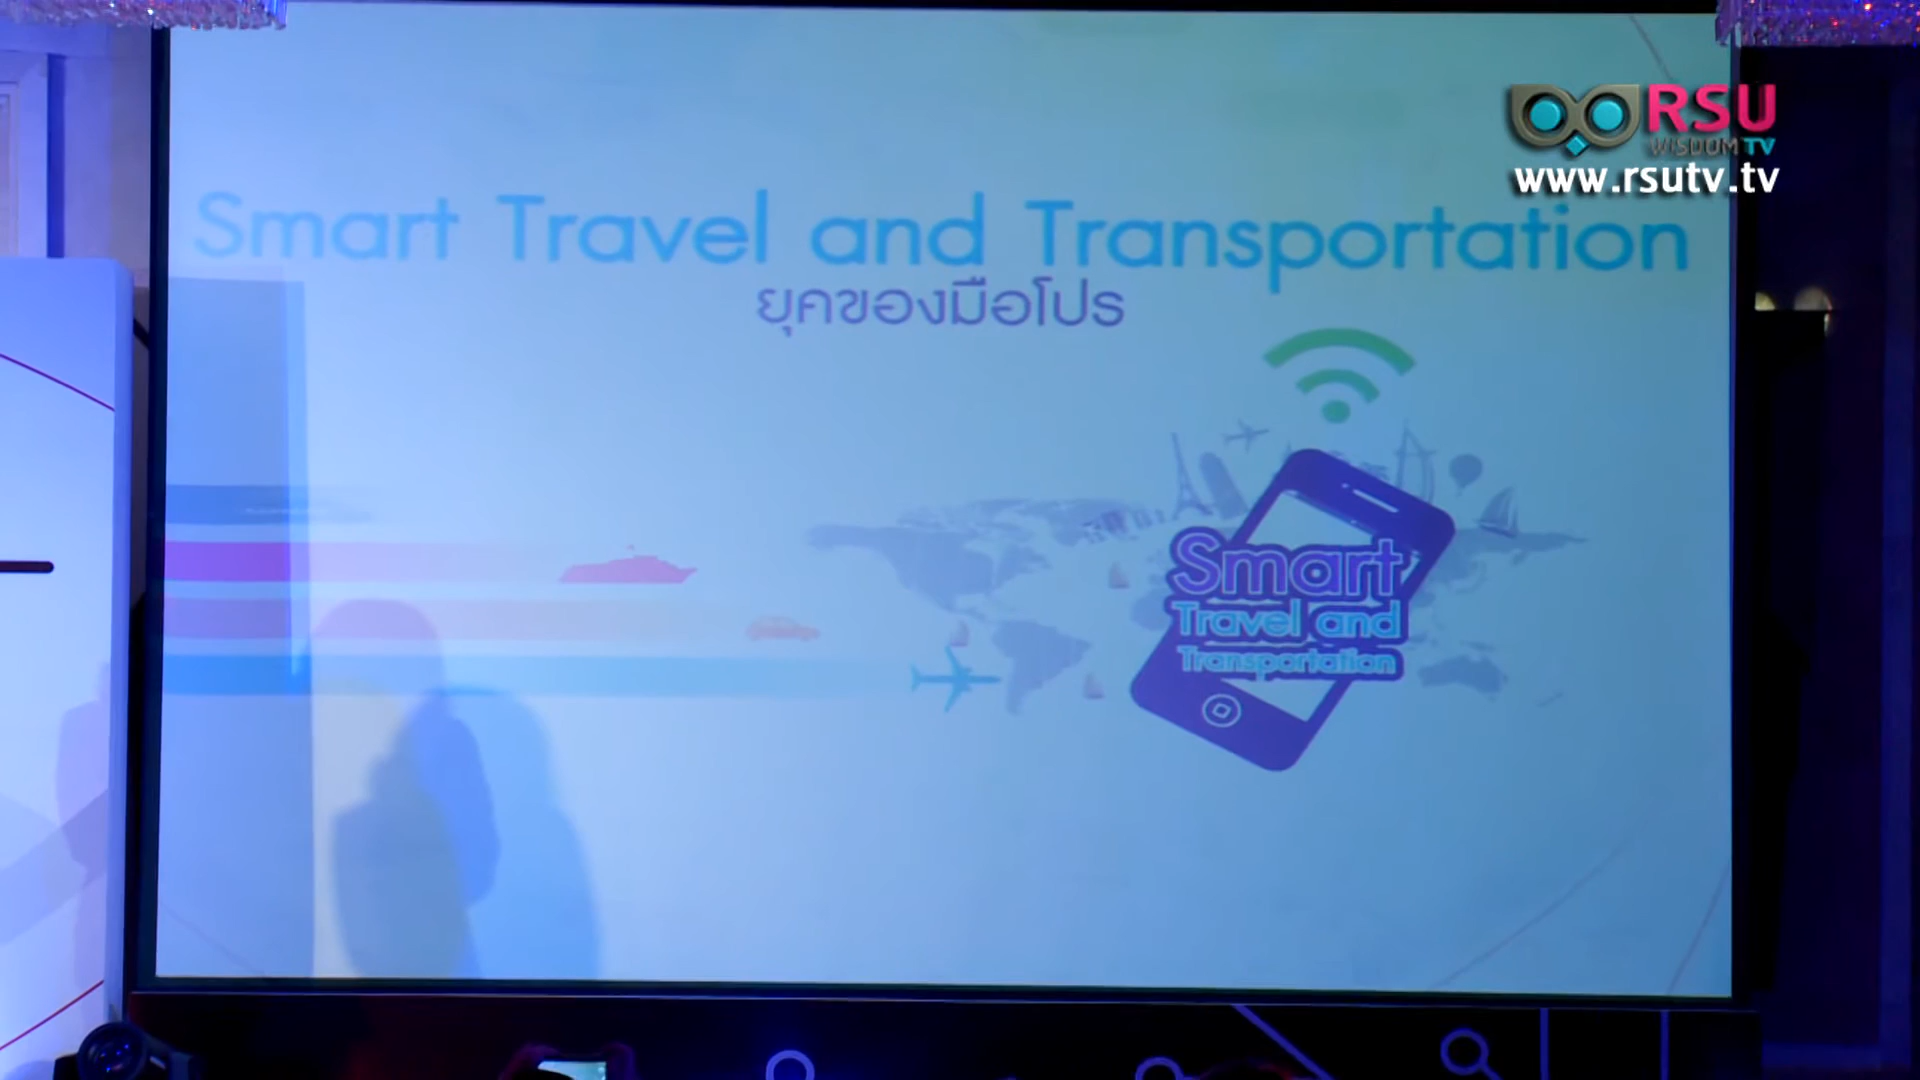 RSU
WISDOM TV
www.rsutv.tv
Smart Travel and Transportation
ยุคของมือโปร
Smart
Travel and
Transportation